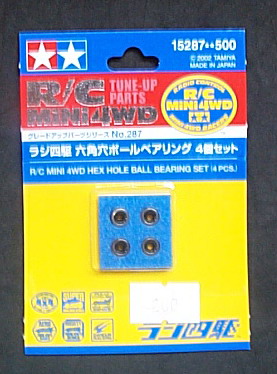 15287**500
© 2002 TAMIYA
MADE IN JAPAN
R/C
MINI 4WD
TUNE-UP
PARTS
RADIO CONTROL
R/C
MINI4WD
グレードアップパーツシリーズ No.287
ラジ四駆 六角穴ボールベアリング 4個セット
R/C MINI 4WD HEX HOLE BALL BEARING SET (4 PCS.)
ラジ四駆